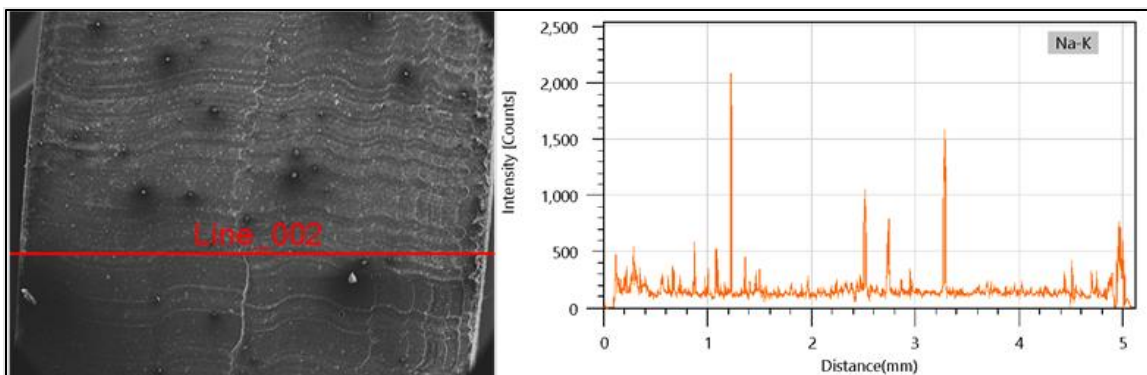 Line_002
2,500
2,000
1,500
1,000
500
0
Intensity [Counts]
Na-K
0 1 2 3 4 5
Distance(mm)